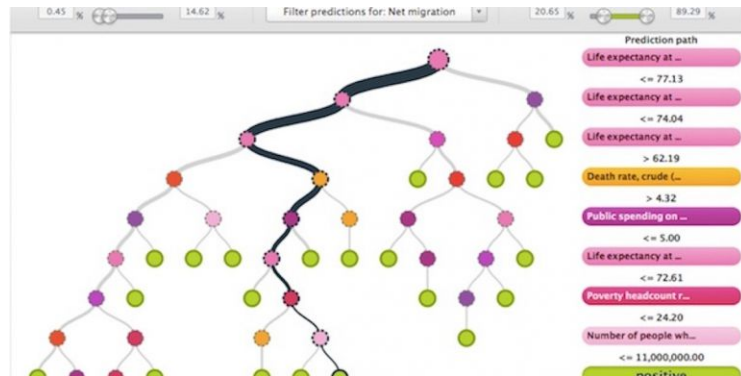 0.45 %
14.62 %
Filter predictions for: Net migration
20.65 %
89.29 %
Prediction path
Life expectancy at ...
<= 77.13
Life expectancy at ...
<= 74.04
Life expectancy at ...
> 62.19
Death rate, crude (...
> 4.32
Public spending on ...
<= 5.00
Life expectancy at ...
<= 72.61
Poverty headcount r...
<= 24.20
Number of people wh...
<= 11,000,000.00
positive